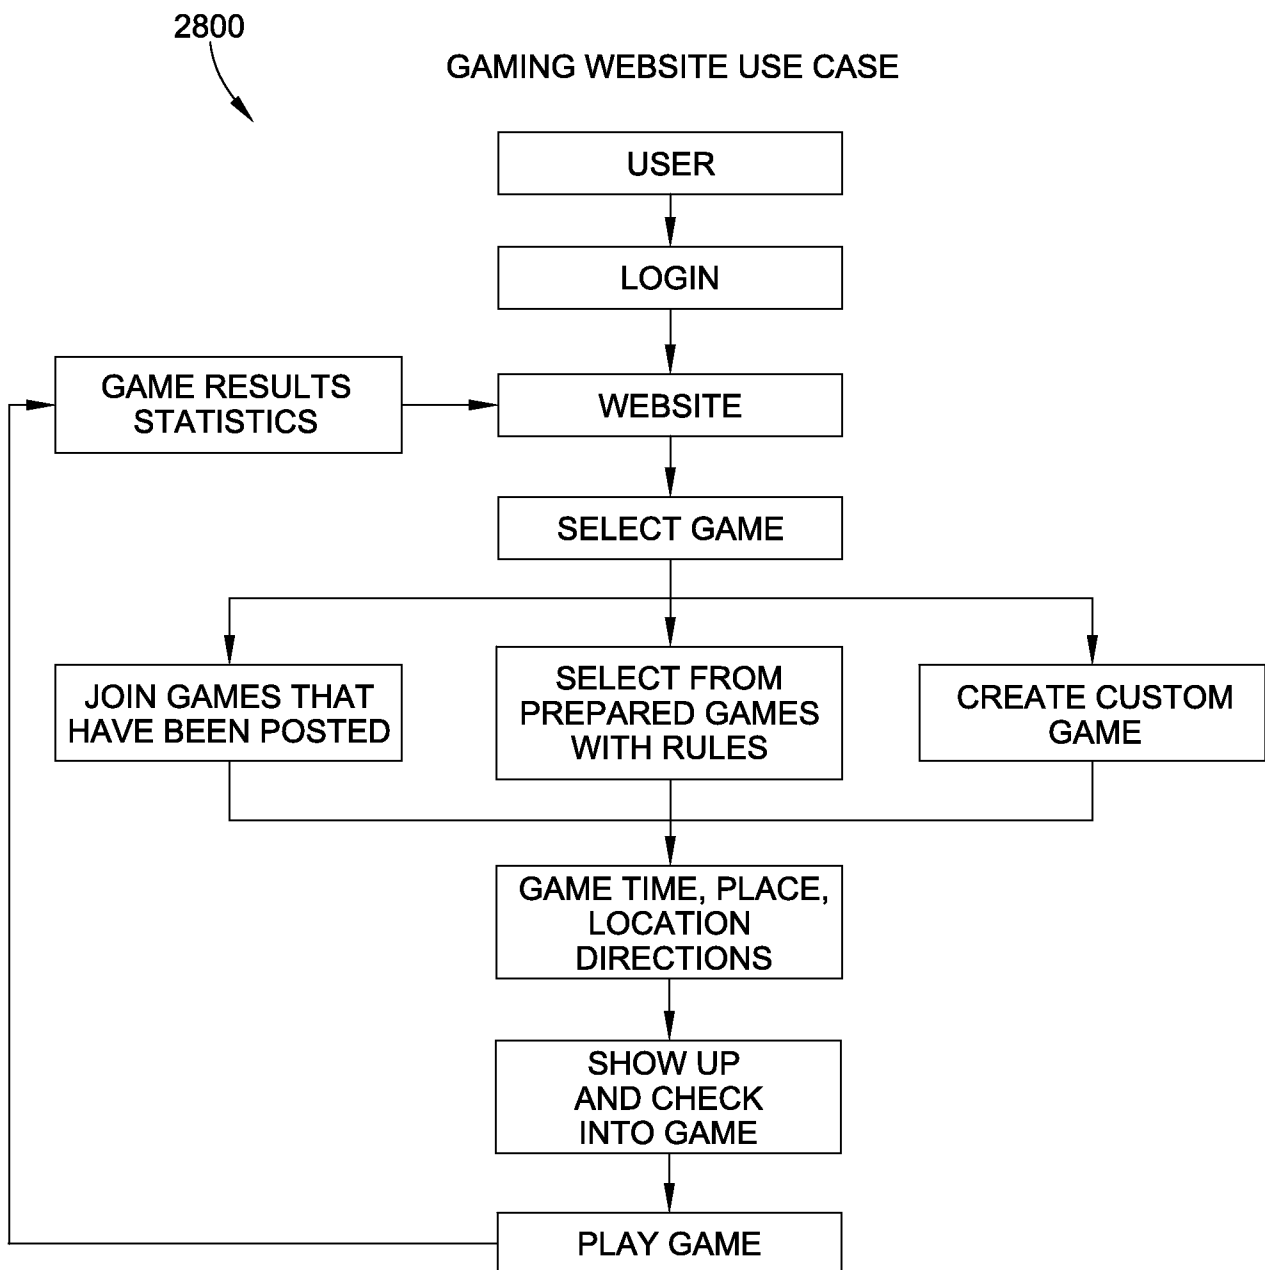 2800
GAMING WEBSITE USE CASE
USER
LOGIN
GAME RESULTS
STATISTICS
WEBSITE
SELECT GAME
JOIN GAMES THAT
HAVE BEEN POSTED
SELECT FROM
PREPARED GAMES
WITH RULES
CREATE CUSTOM
GAME
GAME TIME, PLACE,
LOCATION
DIRECTIONS
SHOW UP
AND CHECK
INTO GAME
PLAY GAME